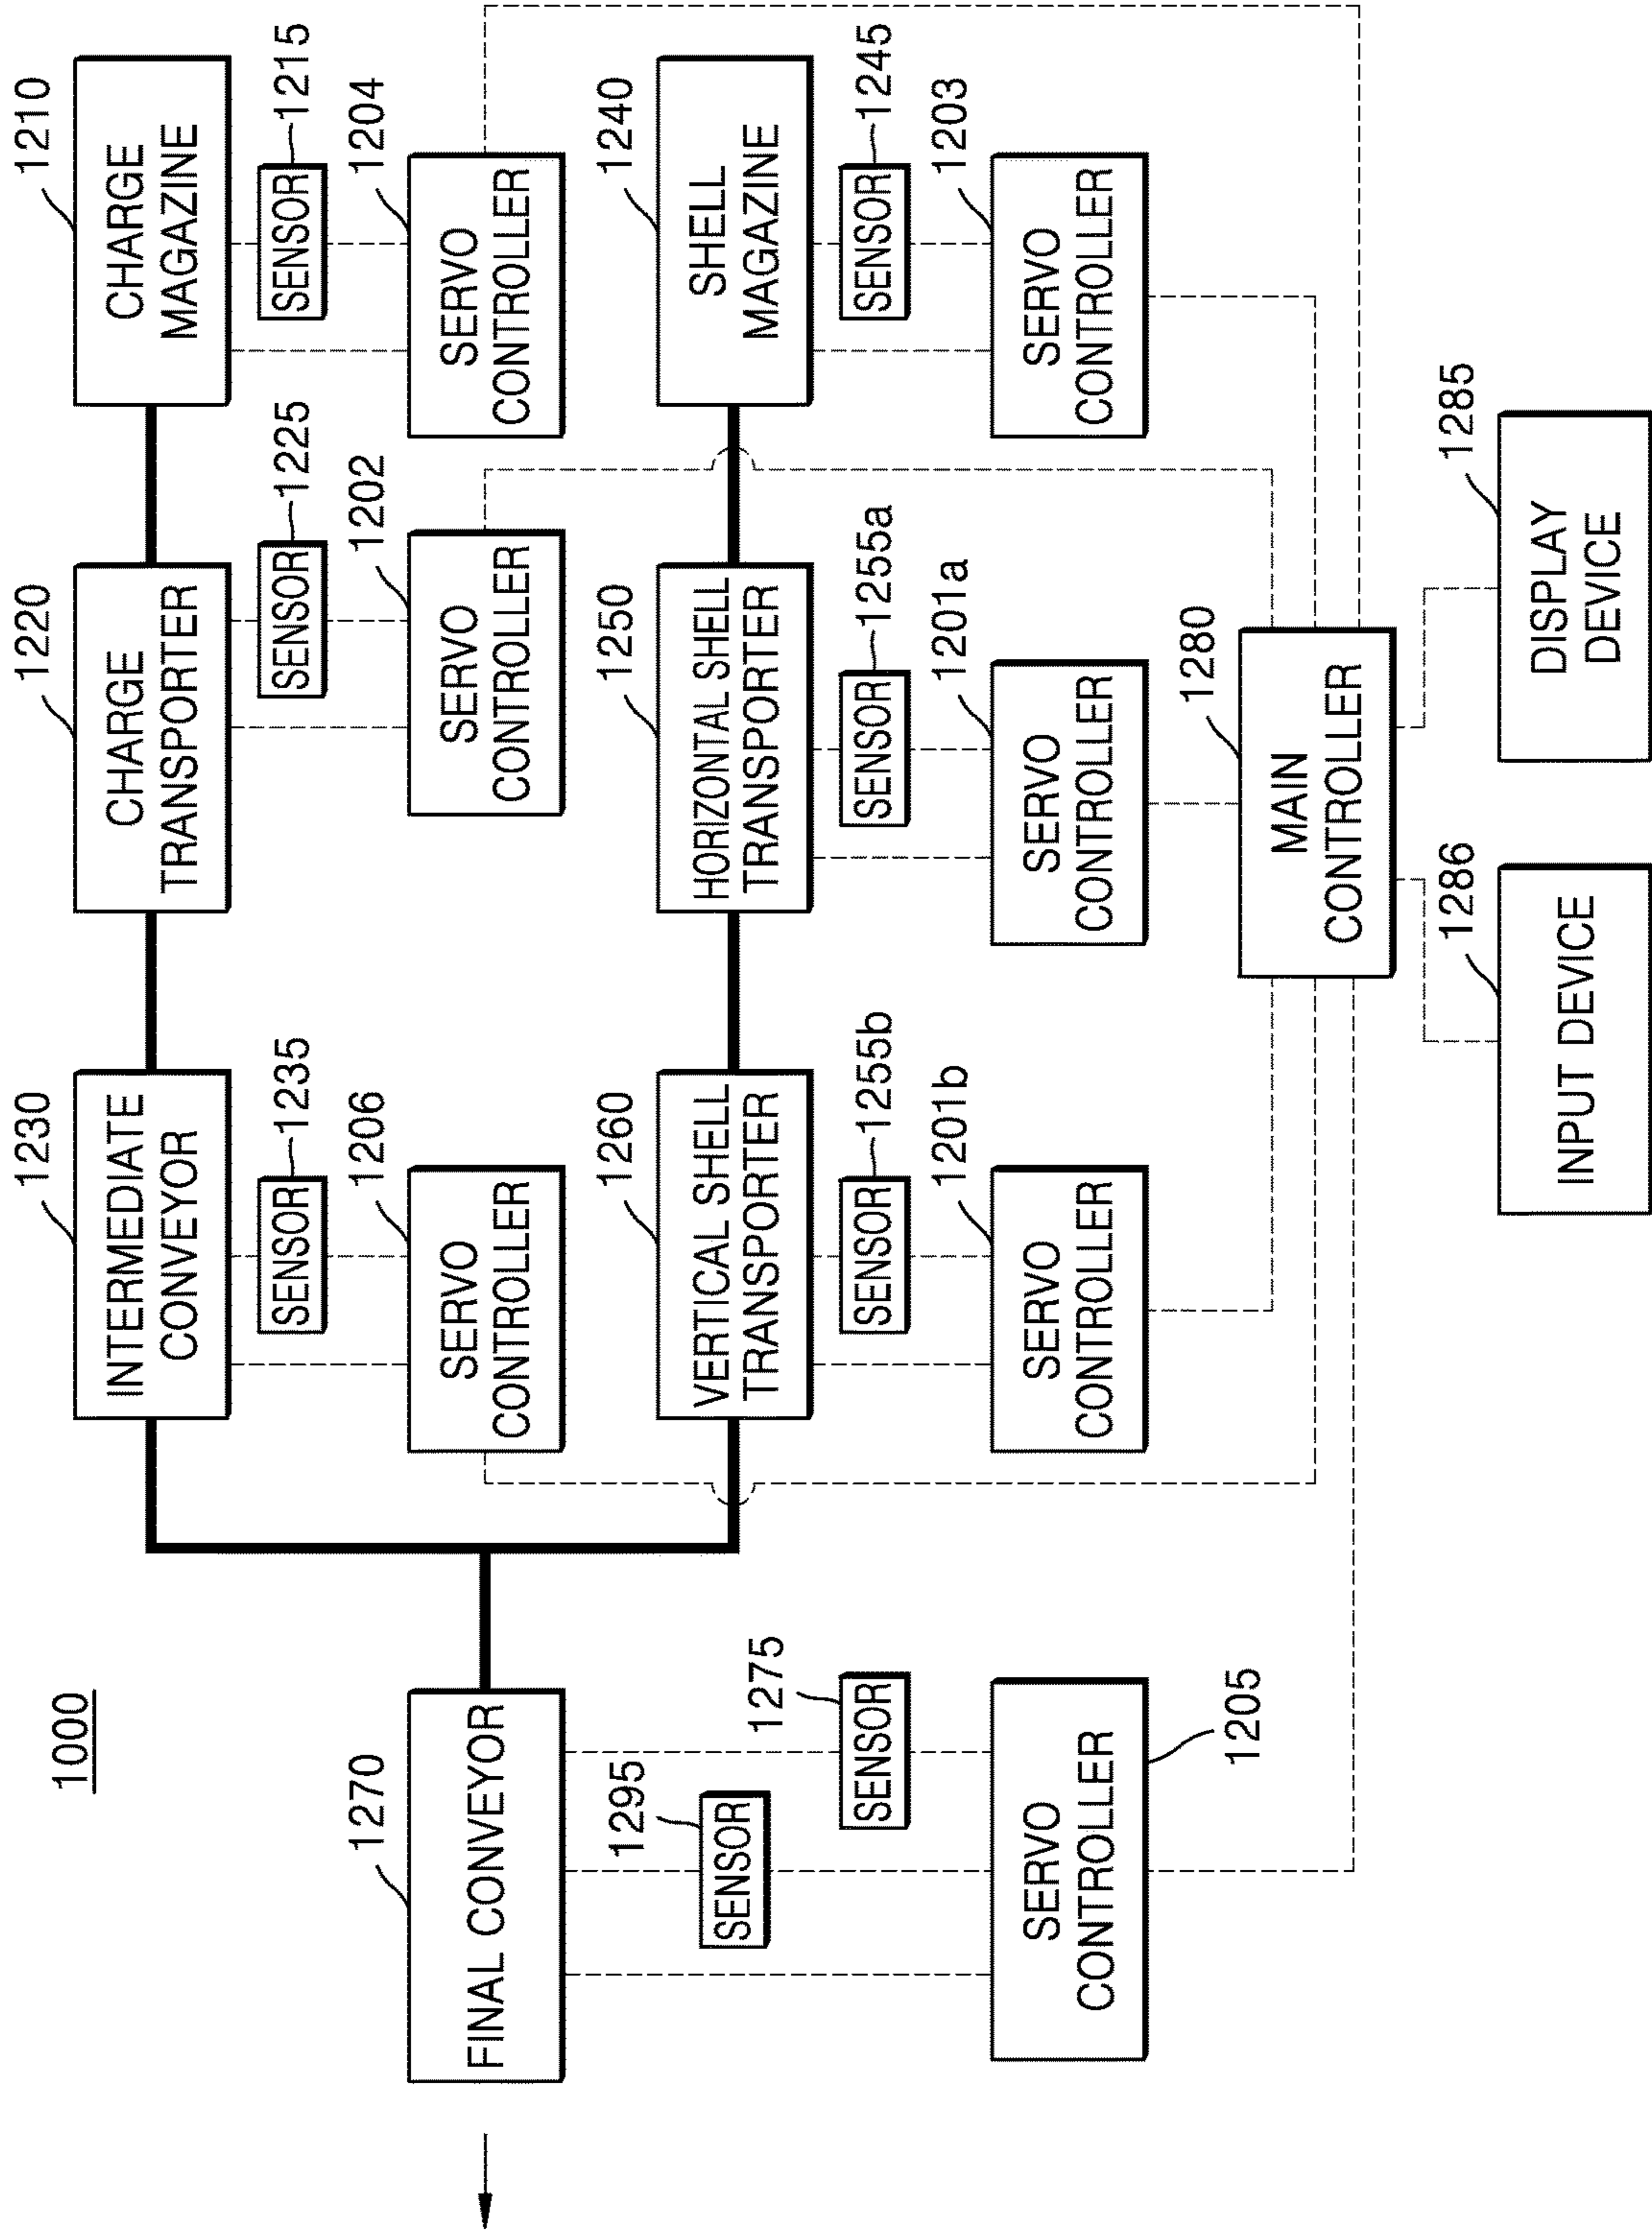 1000
1210
CHARGE
MAGAZINE
1220
CHARGE
TRANSPORTER
1230
INTERMEDIATE
CONVEYOR
SENSOR
1215
SENSOR
1225
SENSOR
1235
1204
SERVO
CONTROLLER
1202
SERVO
CONTROLLER
1206
SERVO
CONTROLLER
1270
FINAL CONVEYOR
1240
SHELL
MAGAZINE
1250
HORIZONTAL SHELL
TRANSPORTER
1260
VERTICAL SHELL
TRANSPORTER
1295
SENSOR
1275
SENSOR
SENSOR
1245
SENSOR
1255a
SENSOR
1255b
1203
SERVO
CONTROLLER
1201a
SERVO
CONTROLLER
1201b
SERVO
CONTROLLER
SERVO
CONTROLLER
1205
1280
MAIN
CONTROLLER
1286
INPUT DEVICE
1285
DISPLAY
DEVICE